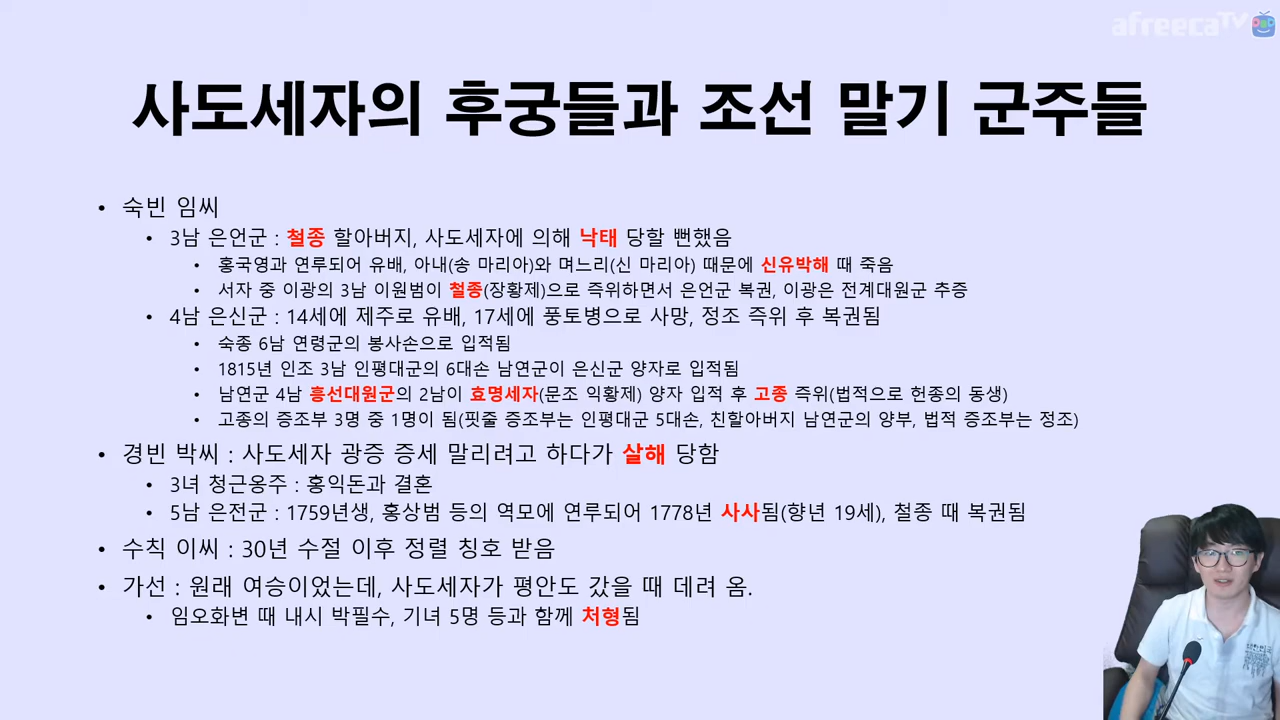 afreecaTV
사도세자의 후궁들과 조선 말기 군주들
• 숙빈 임씨
• 3남 은언군 : 철종 할아버지, 사도세자에 의해 낙태 당할 뻔했음
• 홍국영과 연루되어 유배, 아내(송 마리아)와 며느리(신 마리아) 때문에 신유박해 때 죽음
• 서자 중 이광의 3남 이원범이 철종(장황제)으로 즉위하면서 은언군 복권, 이광은 전계대원군 추증
• 4남 은신군 : 14세에 제주로 유배, 17세에 풍토병으로 사망, 정조 즉위 후 복권됨
• 숙종 6남 연령군의 봉사손으로 입적됨
• 1815년 인조 3남 인평대군의 6대손 남연군이 은신군 양자로 입적됨
• 남연군 4남 흥선대원군의 2남이 효명세자(문조 익황제) 양자 입적 후 고종 즉위(법적으로 헌종의 동생)
• 고종의 증조부 3명 중 1명이 됨(핏줄 증조부는 인평대군 5대손, 친할아버지 남연군의 양부, 법적 증조부는 정조)
• 경빈 박씨 : 사도세자 광증 증세 말리려고 하다가 살해 당함
• 3녀 청근옹주 : 홍익돈과 결혼
• 5남 은전군 : 1759년생, 홍상범 등의 역모에 연루되어 1778년 사사됨(향년 19세), 철종 때 복권됨
• 수칙 이씨 : 30년 수절 이후 정렬 칭호 받음
• 가선 : 원래 여승이었는데, 사도세자가 평안도 갔을 때 데려 옴.
• 임오화변 때 내시 박필수, 기녀 5명 등과 함께 처형됨